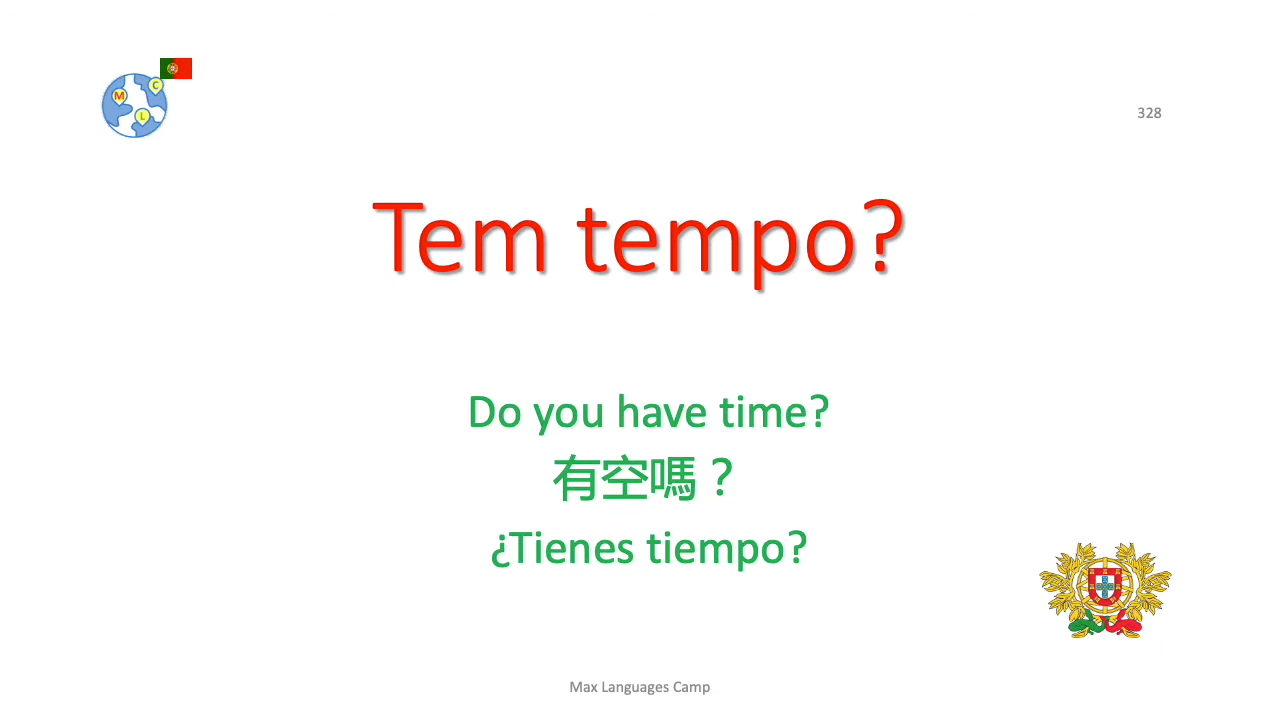 M
C
L
328
Tem tempo?
Do you have time?
有空嗎？
¿Tienes tiempo?
Max Languages Camp